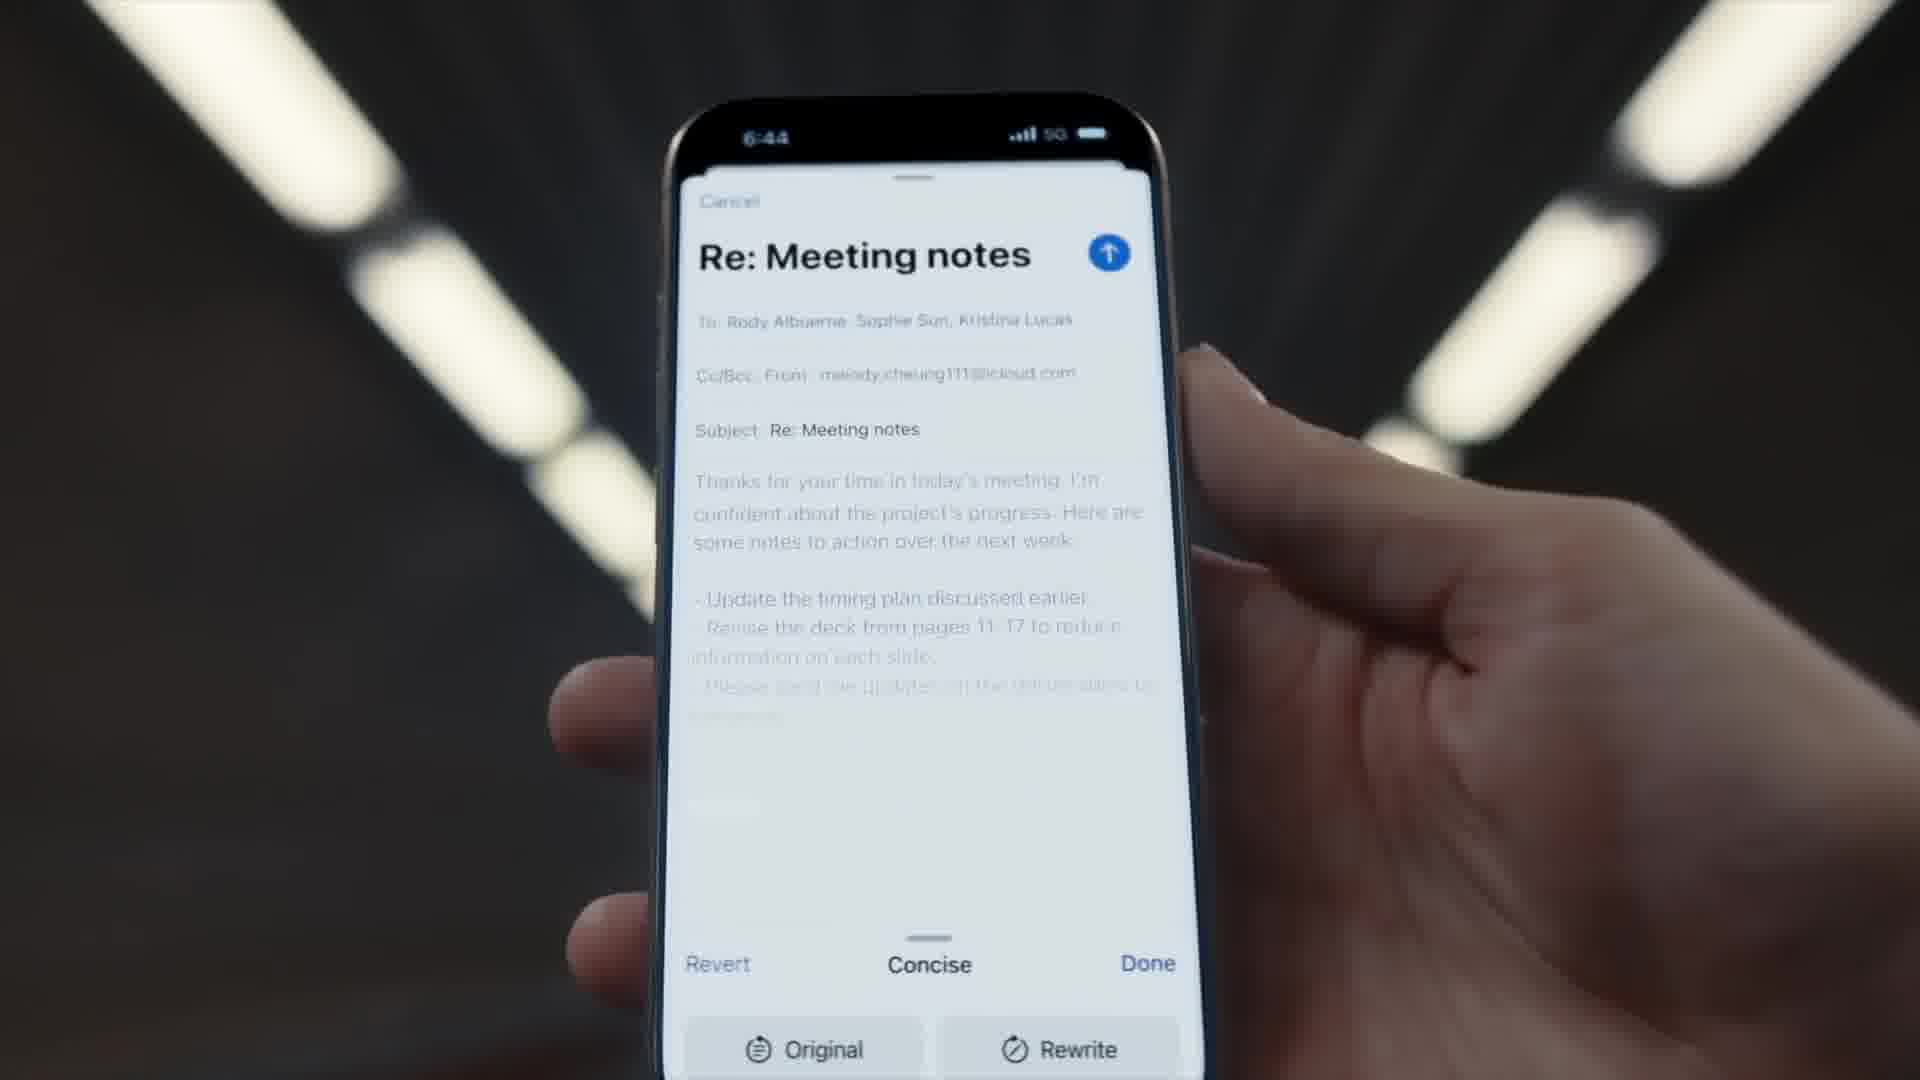 6:44 5G
Cancel
Re: Meeting notes
To: Rody Albuerne, Sophie Sun, Kristina Lucas
Cc/Bcc, From: melody.cheung111@icloud.com
Subject: Re: Meeting notes
Thanks for your time in today's meeting. I'm
confident about the project's progress. Here are
some notes to action over the next week:
- Update the timing plan discussed earlier.
- Revise the deck from pages 11-17 to reduce
information on each slide.
- Please send me updates on the
Revert Concise Done
Original Rewrite